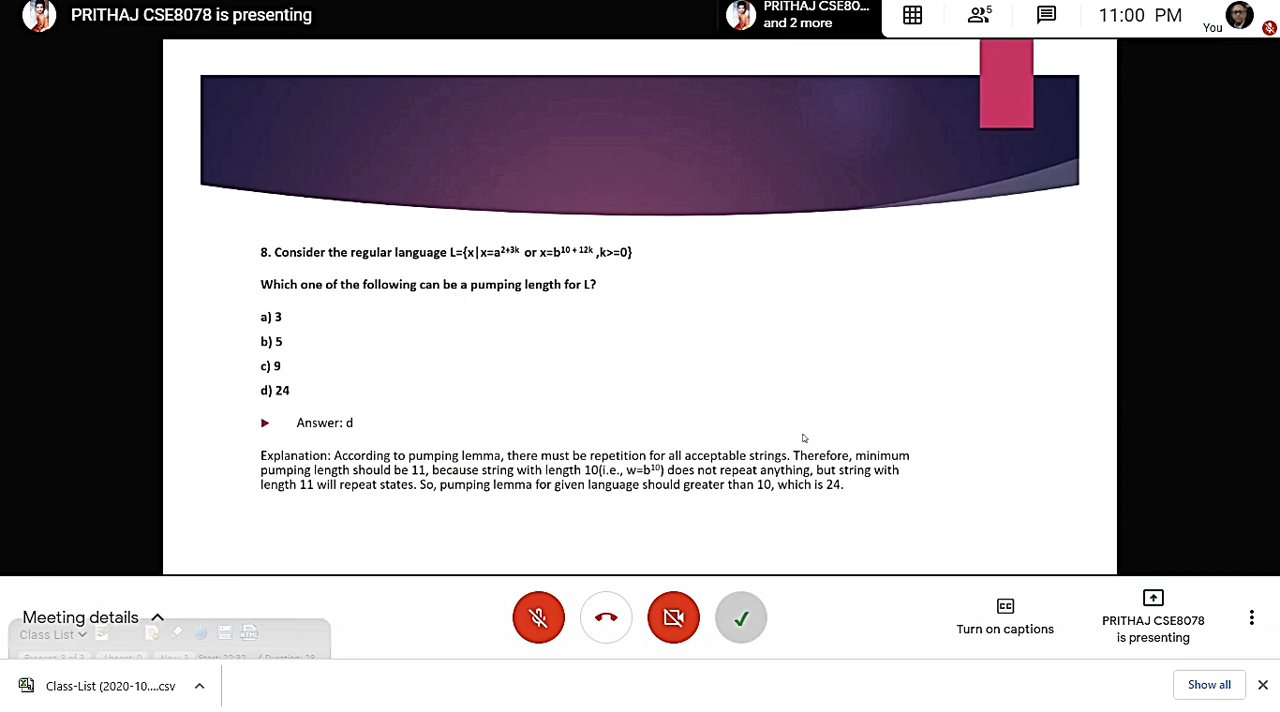 PRITHAJ CSE8078 is presenting
PRITHAJ CSE80...
and 2 more
5
11:00 PM
You
8. Consider the regular language L={x|x=a²⁺³ᵏ or x=b¹⁰ ⁺ ¹²ᵏ ,k>=0}
Which one of the following can be a pumping length for L?
a) 3
b) 5
c) 9
d) 24
Answer: d
Explanation: According to pumping lemma, there must be repetition for all acceptable strings. Therefore, minimum
pumping length should be 11, because string with length 10(i.e., w=b¹⁰) does not repeat anything, but string with
length 11 will repeat states. So, pumping lemma for given language should greater than 10, which is 24.
Meeting details
Class List
HTML
CC
Turn on captions
PRITHAJ CSE8078
is presenting
Class-List (2020-10....csv
Show all